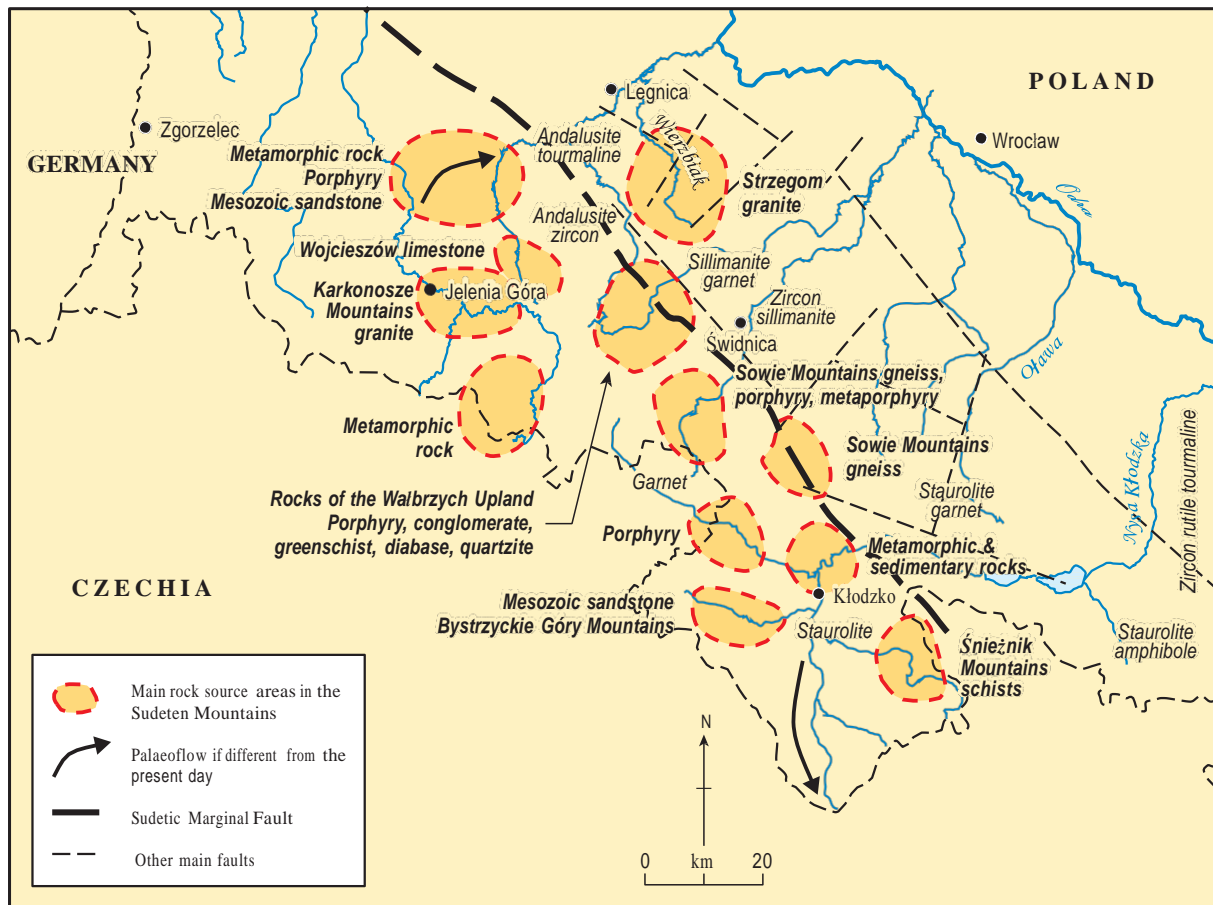 POLAND
Legnica
Zgorzelec
Wrocław
GERMANY
Wierzbiak
Andalusite
tourmaline
Metamorphic rock
Porphyry
Mesozoic sandstone
Strzegom
granite
Odra
Andalusite
zircon
Wojcieszów limestone
Sillimanite
garnet
Karkonosze
Mountains
granite
Jelenia Góra
Zircon
sillimanite
Świdnica
Oława
Sowie Mountains gneiss,
porphyry, metaporphyry
Metamorphic
rock
Sowie Mountains
gneiss
Garnet
Staurolite
garnet
Nysa Kłodzka
Zircon rutile tourmaline
Rocks of the Wałbrzych Upland
Porphyry, conglomerate,
greenschist, diabase, quartzite
Porphyry
Metamorphic &
sedimentary rocks
CZECHIA
Kłodzko
Mesozoic sandstone
Bystrzyckie Góry Mountains
Staurolite
Staurolite
amphibole
Śnieżnik
Mountains
schists
Main rock source areas in the
Sudeten Mountains
Palaeoflow if different from the
present day
Sudetic Marginal Fault
Other main faults
N
0 km 20